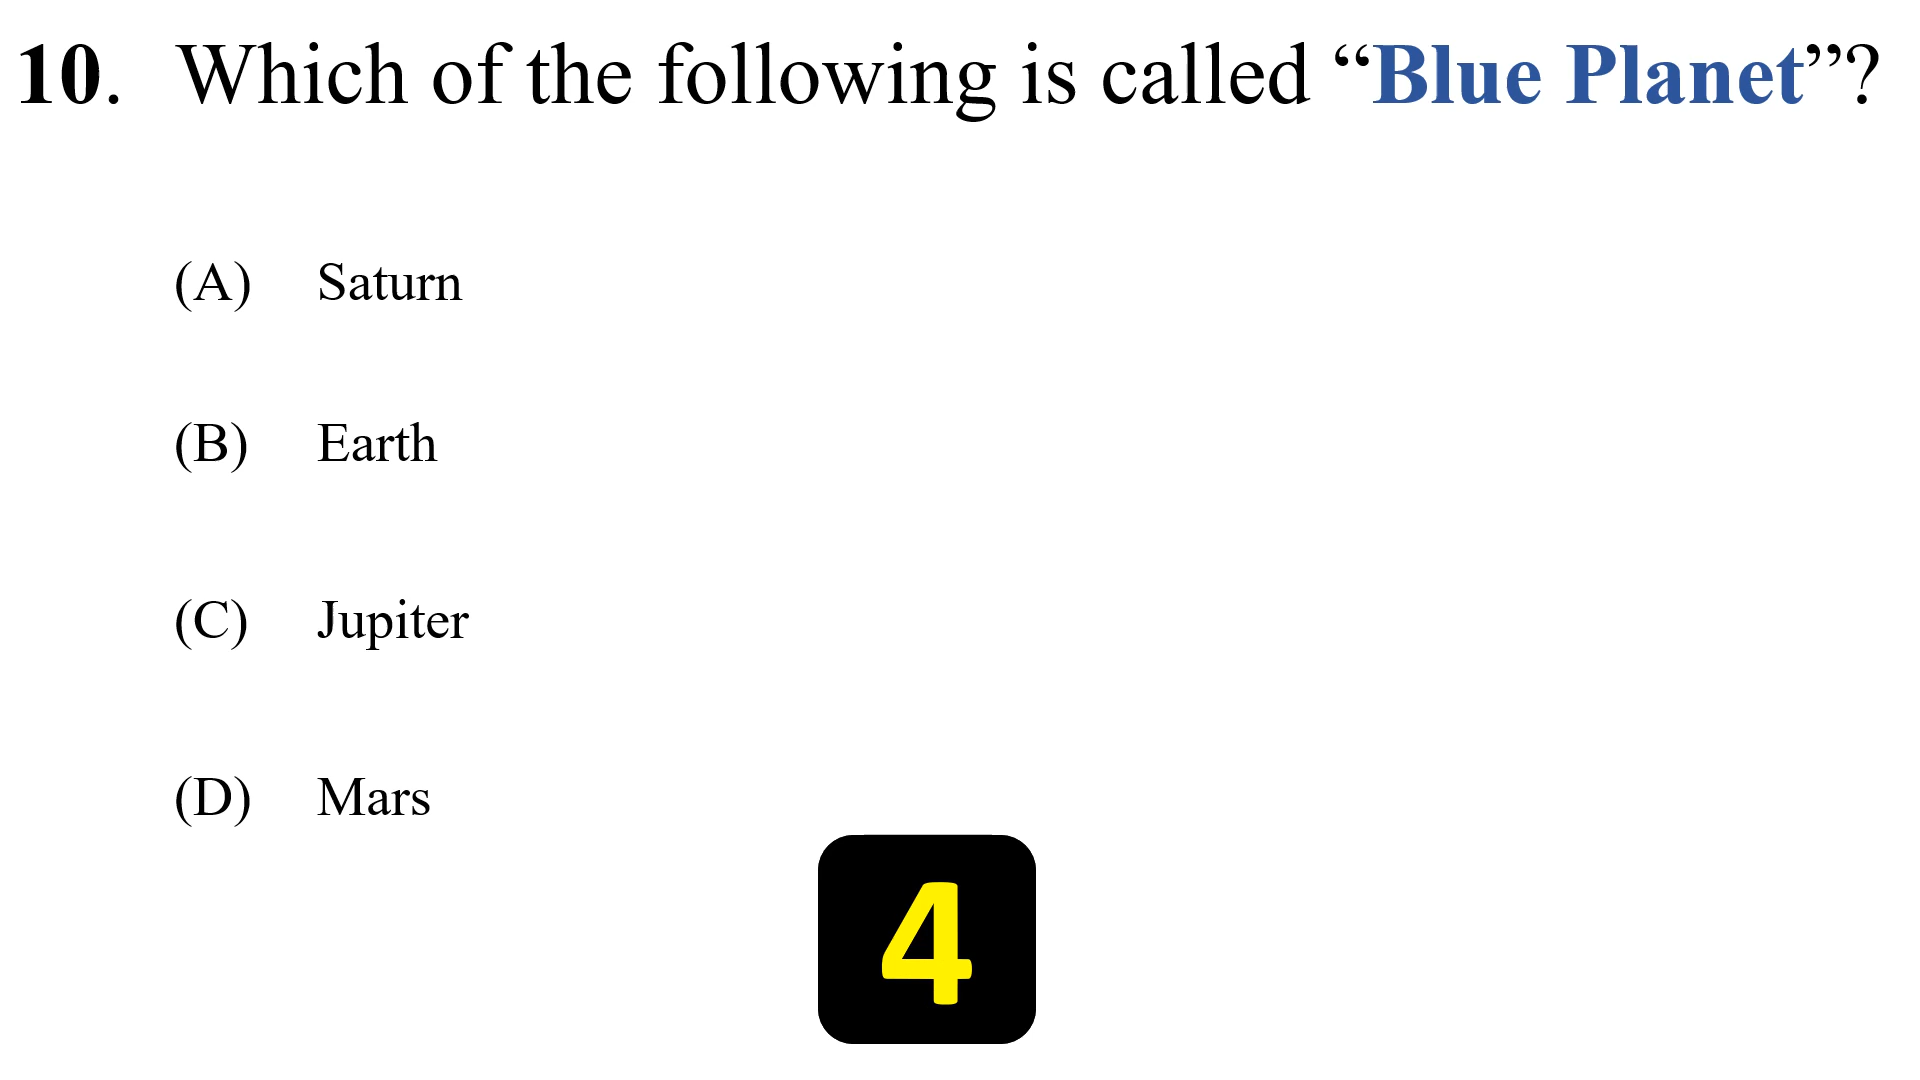 10. Which of the following is called “Blue Planet”?
(A) Saturn
(B) Earth
(C) Jupiter
(D) Mars
4